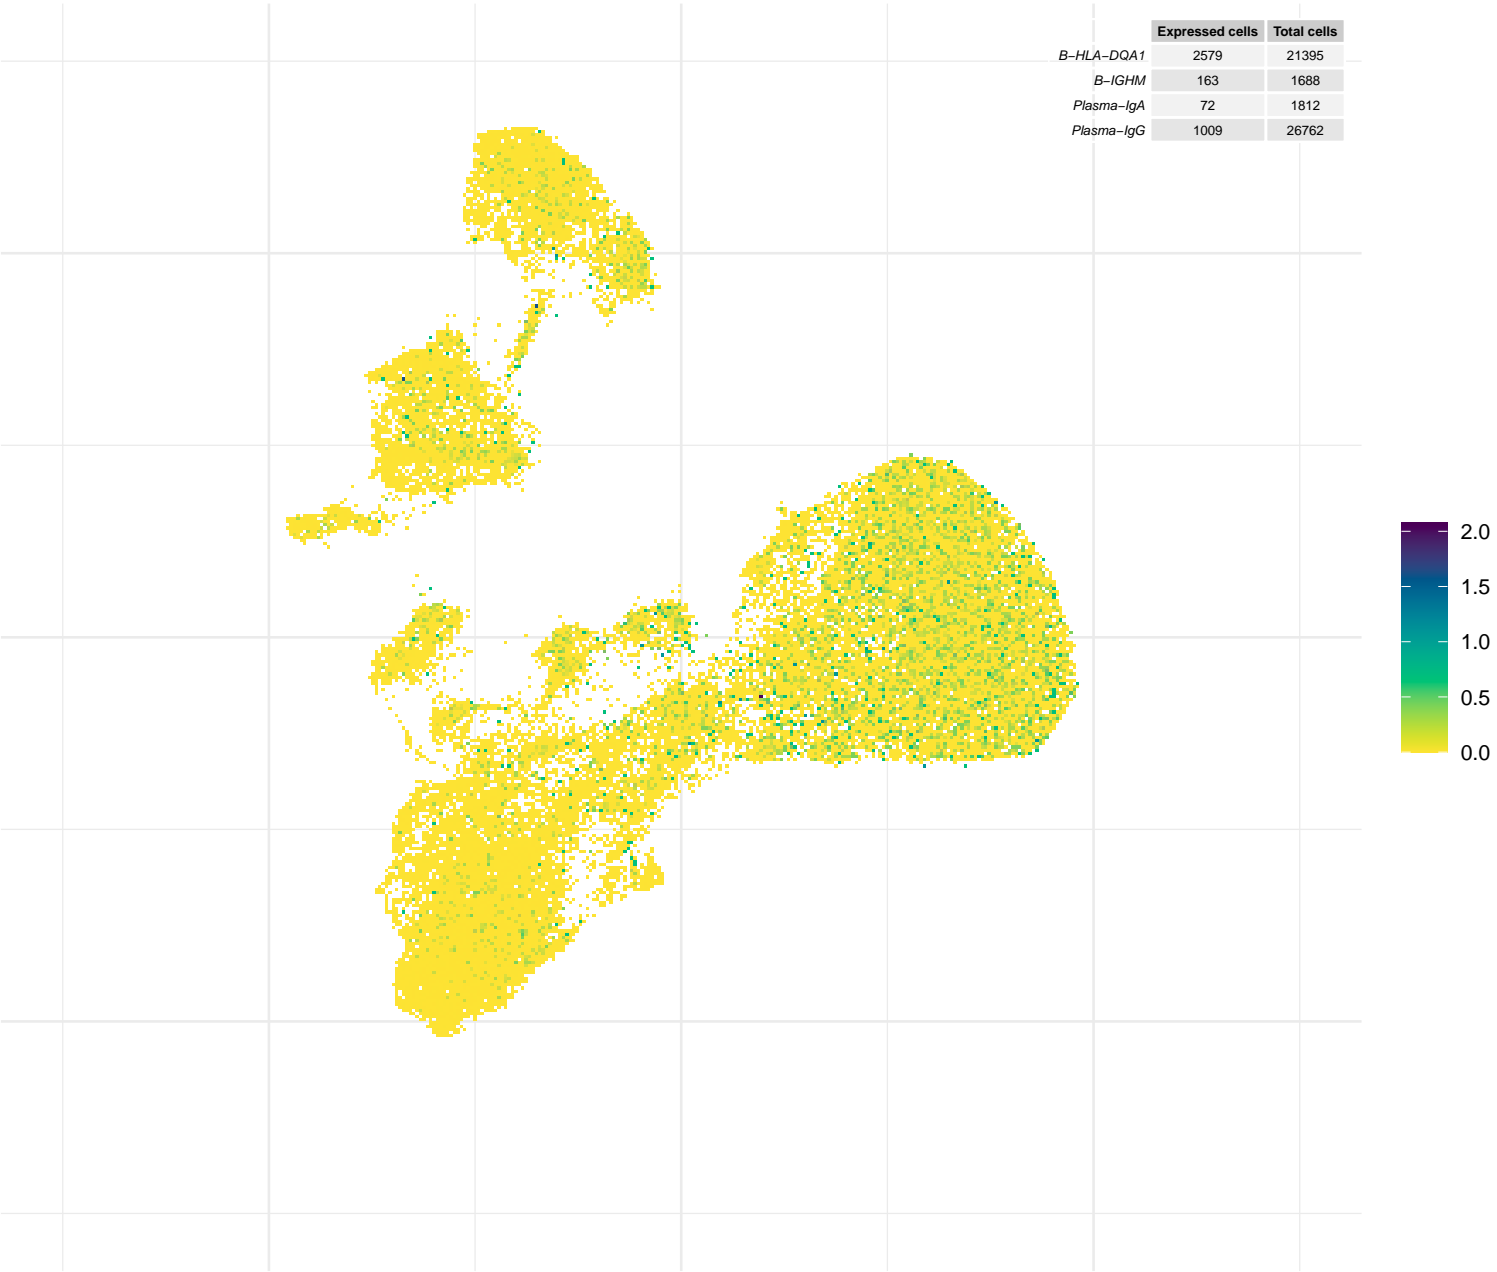 Expressed cells Total cells
B−HLA−DQA1 2579 21395
B−IGHM 163 1688
Plasma−IgA 72 1812
Plasma−IgG 1009 26762
2.0
1.5
1.0
0.5
0.0